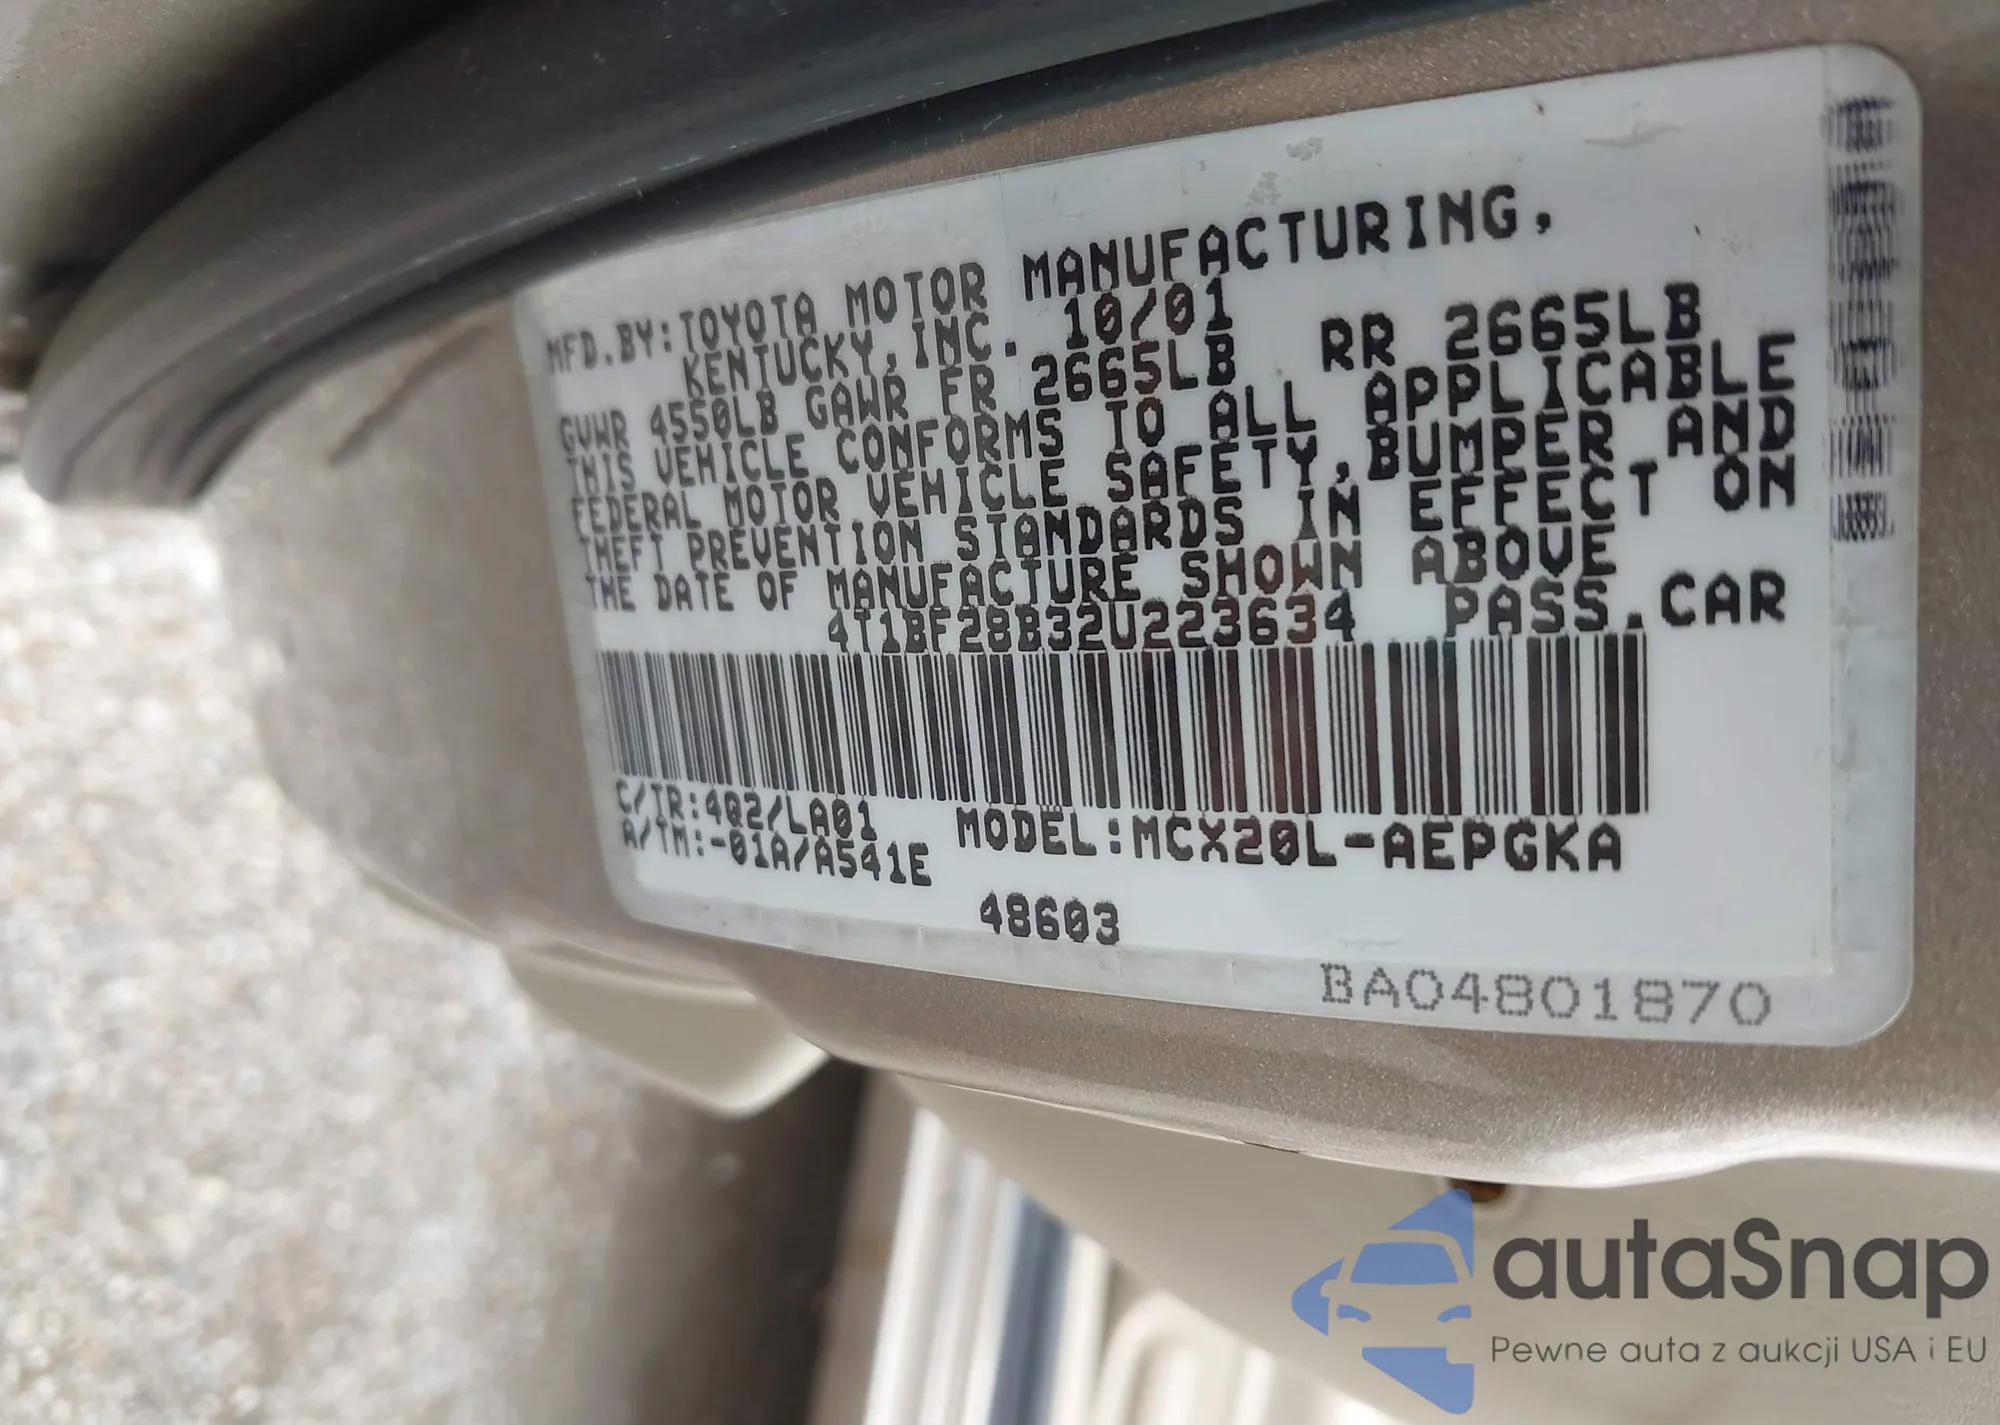 MFD.BY:TOYOTA MOTOR MANUFACTURING,
KENTUCKY,INC. 10/01
GVWR 4550LB GAWR FR 2665LB RR 2665LB
THIS VEHICLE CONFORMS TO ALL APPLICABLE
FEDERAL MOTOR VEHICLE SAFETY,BUMPER AND
THEFT PREVENTION STANDARDS IN EFFECT ON
THE DATE OF MANUFACTURE SHOWN ABOVE
4T1BF28B32U223634 PASS.CAR
C/TR:4Q2/LA01 MODEL:MCX20L-AEPGKA
A/TM:-01A/A541E
48603
BA04801870
autaSnap
Pewne auta z aukcji USA i EU